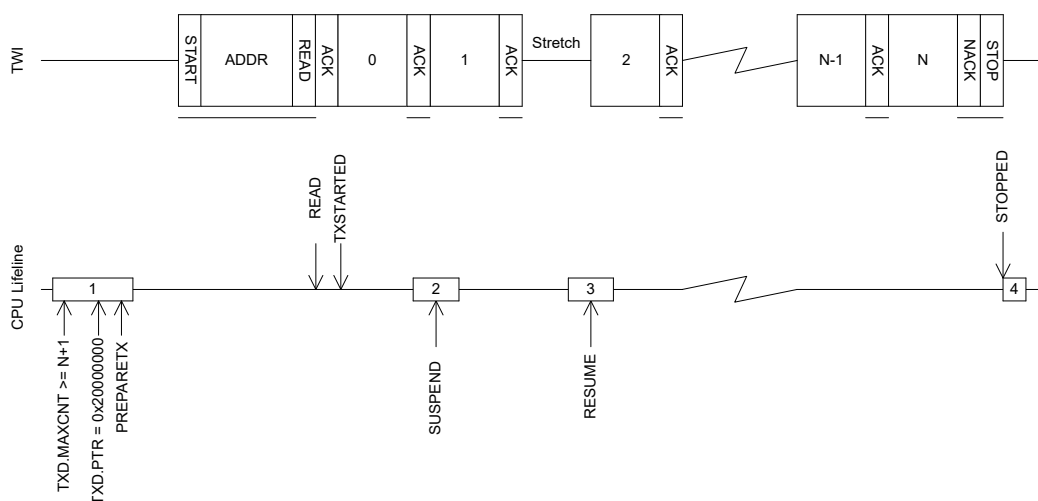 TWI
START
ADDR
READ
ACK
0
ACK
1
ACK
Stretch
2
ACK
N-1
ACK
N
NACK
STOP
CPU Lifeline
READ
TXSTARTED
STOPPED
1
2
3
4
TXD.MAXCNT >= N+1
TXD.PTR = 0x20000000
PREPARETX
SUSPEND
RESUME